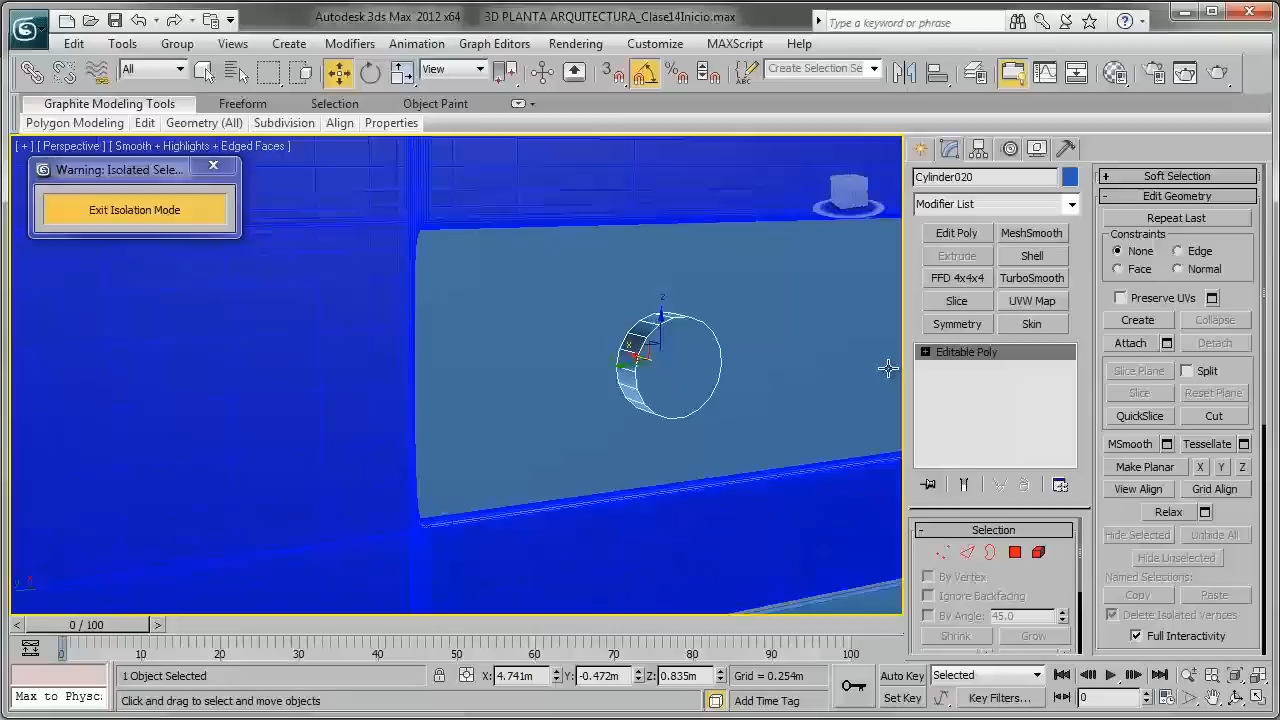 Autodesk 3ds Max 2012 x64 3D PLANTA ARQUITECTURA_Clase14Inicio.max
Type a keyword or phrase
Edit Tools Group Views Create Modifiers Animation Graph Editors Rendering Customize MAXScript Help
All View 3 Create Selection Se
Graphite Modeling Tools Freeform Selection Object Paint
Polygon Modeling Edit Geometry (All) Subdivision Align Properties
[ + ] [ Perspective ] [ Smooth + Highlights + Edged Faces ]
Warning: Isolated Sele...
Exit Isolation Mode
z
x
Cylinder020
Modifier List
Edit Poly MeshSmooth
Extrude Shell
FFD 4x4x4 TurboSmooth
Slice UVW Map
Symmetry Skin
Editable Poly
- Selection
By Vertex
Ignore Backfacing
By Angle: 45.0
Shrink Grow
+ Soft Selection
- Edit Geometry
Repeat Last
Constraints
None Edge
Face Normal
Preserve UVs
Create Collapse
Attach Detach
Slice Plane Split
Slice Reset Plane
QuickSlice Cut
MSmooth Tessellate
Make Planar X Y Z
View Align Grid Align
Relax
Hide Selected Unhide All
Hide Unselected
Named Selections:
Copy Paste
Delete Isolated Vertices
Full Interactivity
< 0 / 100 >
0 10 20 30 40 50 60 70 80 90 100
1 Object Selected X: 4.741m Y: -0.472m Z: 0.835m Grid = 0.254m Auto Key Selected
Max to Physc: Click and drag to select and move objects Add Time Tag Set Key Key Filters... 0